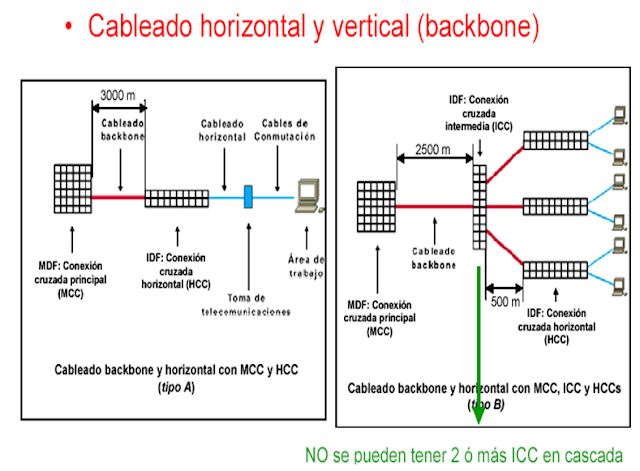 • Cableado horizontal y vertical (backbone)
3000 m
Cableado
backbone
Cableado
horizontal
Cables de
Conmutación
MDF: Conexión
cruzada principal
(MCC)
IDF: Conexión
cruzada
horizontal (HCC)
Toma de
telecomunicaciones
Área de
trabajo
Cableado backbone y horizontal con MCC y HCC
(tipo A)
IDF: Conexión
cruzada
intermedia (ICC)
2500 m
Cableado
backbone
500 m
MDF: Conexión
cruzada principal
(MCC)
IDF: Conexión
cruzada horizontal
(HCC)
Cableado backbone y horizontal con MCC, ICC y HCCs
(tipo B)
NO se pueden tener 2 ó más ICC en cascada